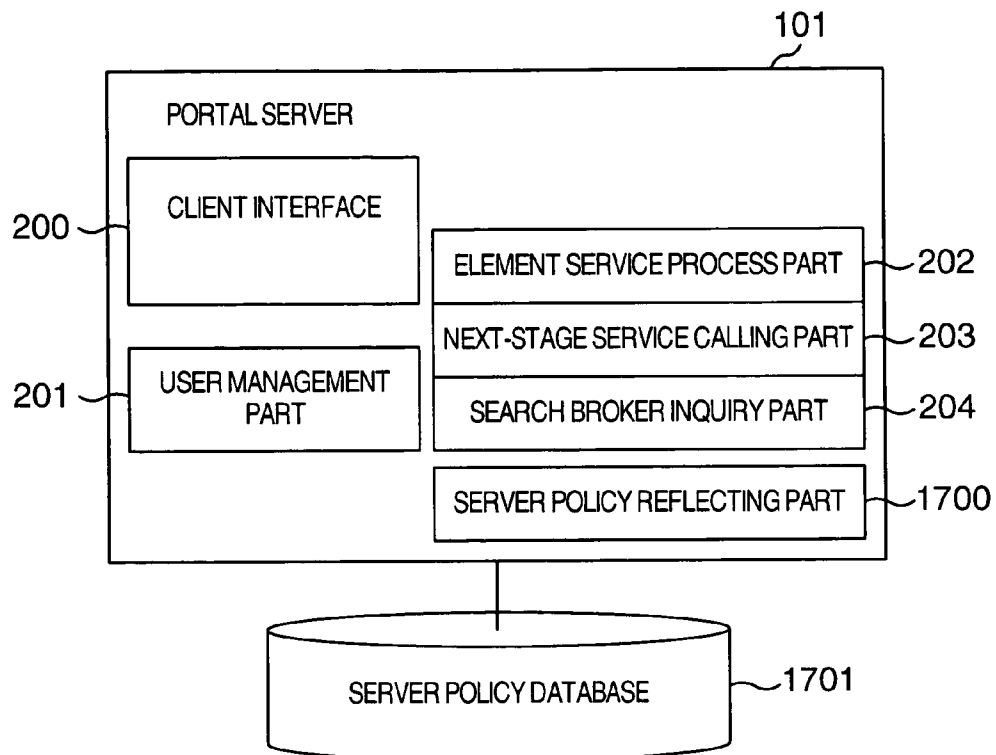 101
PORTAL SERVER
CLIENT INTERFACE
200
ELEMENT SERVICE PROCESS PART
202
NEXT-STAGE SERVICE CALLING PART
203
USER MANAGEMENT
PART
201
SEARCH BROKER INQUIRY PART
204
SERVER POLICY REFLECTING PART
1700
SERVER POLICY DATABASE
1701